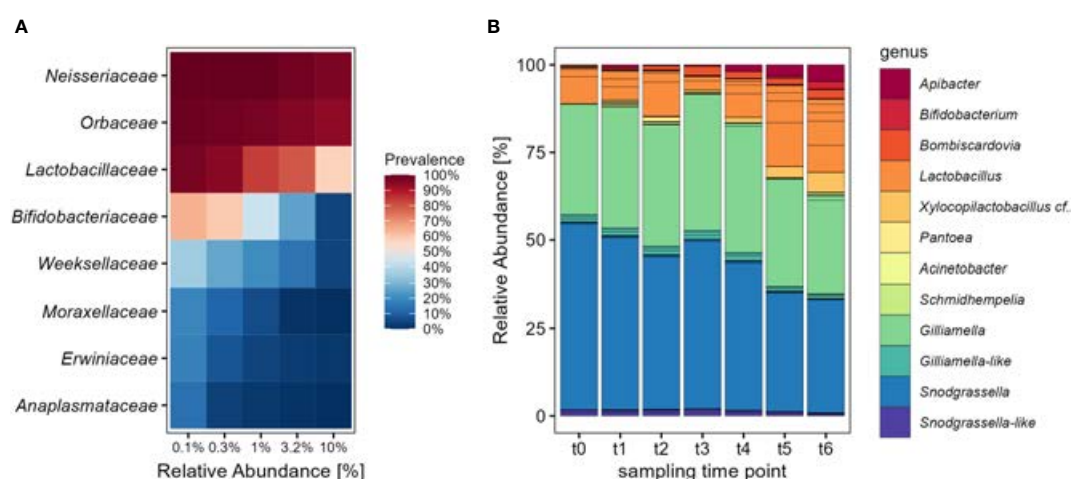 A
Neisseriaceae
Orbaceae
Lactobacillaceae
Bifidobacteriaceae
Weeksellaceae
Moraxellaceae
Erwiniaceae
Anaplasmataceae
0.1% 0.3% 1% 3.2% 10%
Relative Abundance [%]
Prevalence
100%
90%
80%
70%
60%
50%
40%
30%
20%
10%
0%
B
Relative Abundance [%]
100
75
50
25
0
t0 t1 t2 t3 t4 t5 t6
sampling time point
genus
Apibacter
Bifidobacterium
Bombiscardovia
Lactobacillus
Xylocopilactobacillus cf..
Pantoea
Acinetobacter
Schmidhempelia
Gilliamella
Gilliamella-like
Snodgrassella
Snodgrassella-like